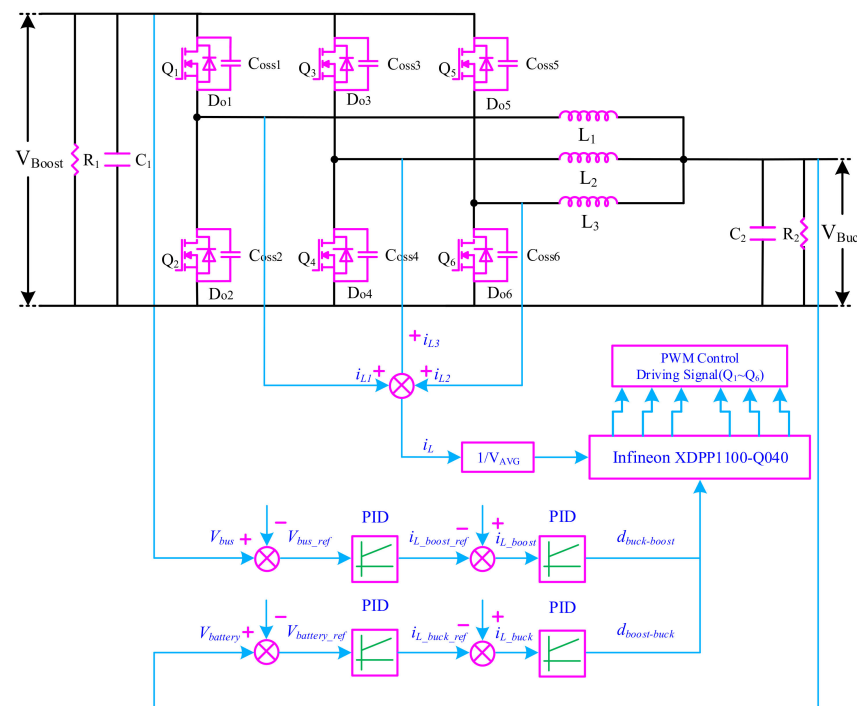 Q1
Coss1
Do1
Q3
Coss3
Do3
Q5
Coss5
Do5
VBoost
R1
C1
L1
L2
L3
Q2
Coss2
Do2
Q4
Coss4
Do4
Q6
Coss6
Do6
C2
R2
VBuc
+ iL3
iL1 +
+ iL2
iL
1/VAVG
PWM Control
Driving Signal(Q1~Q6)
Infineon XDPP1100-Q040
Vbus +
−
Vbus_ref
PID
iL_boost_ref −
+
iL_boost
PID
dbuck-boost
Vbattery +
−
Vbattery_ref
PID
iL_buck_ref −
+
iL_buck
PID
dboost-buck